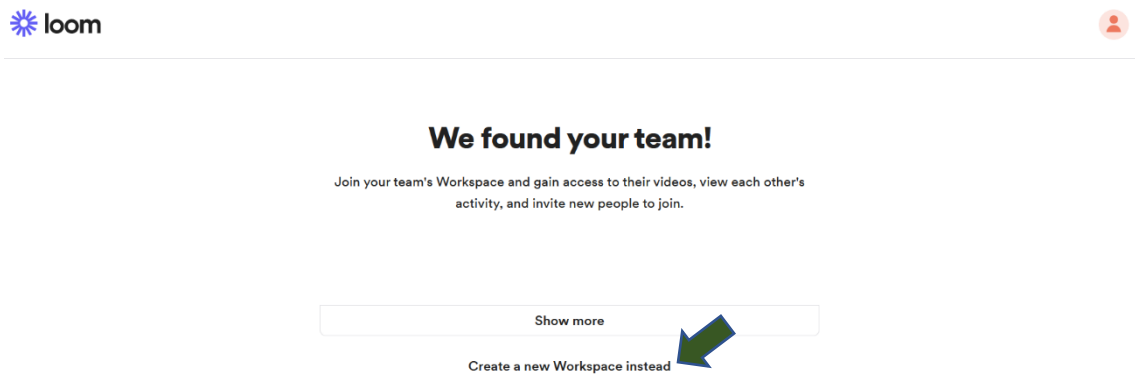 loom
We found your team!
Join your team's Workspace and gain access to their videos, view each other's
activity, and invite new people to join.
Show more
Create a new Workspace instead